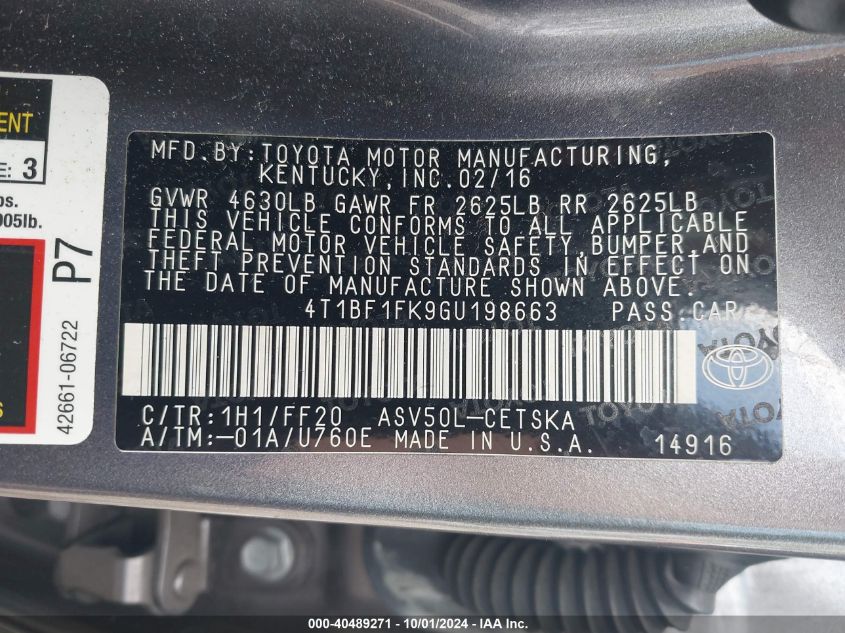 ENT
E: 3
os.
005lb.
S
42661-06722
P7
MFD.BY:TOYOTA MOTOR MANUFACTURING,
KENTUCKY,INC.02/16
GVWR 4630LB GAWR FR 2625LB RR 2625LB
THIS VEHICLE CONFORMS TO ALL APPLICABLE
FEDERAL MOTOR VEHICLE SAFETY,BUMPER,AND
THEFT PREVENTION STANDARDS IN EFFECT ON
THE DATE OF MANUFACTURE SHOWN ABOVE.
4T1BF1FK9GU198663 PASS.CAR
C/TR:1H1/FF20 ASV50L-CETSKA
A/TM:-01A/U760E MADE IN U.S.A. 14916
TOYOTA
000-40489271 - 10/01/2024 - IAA Inc.